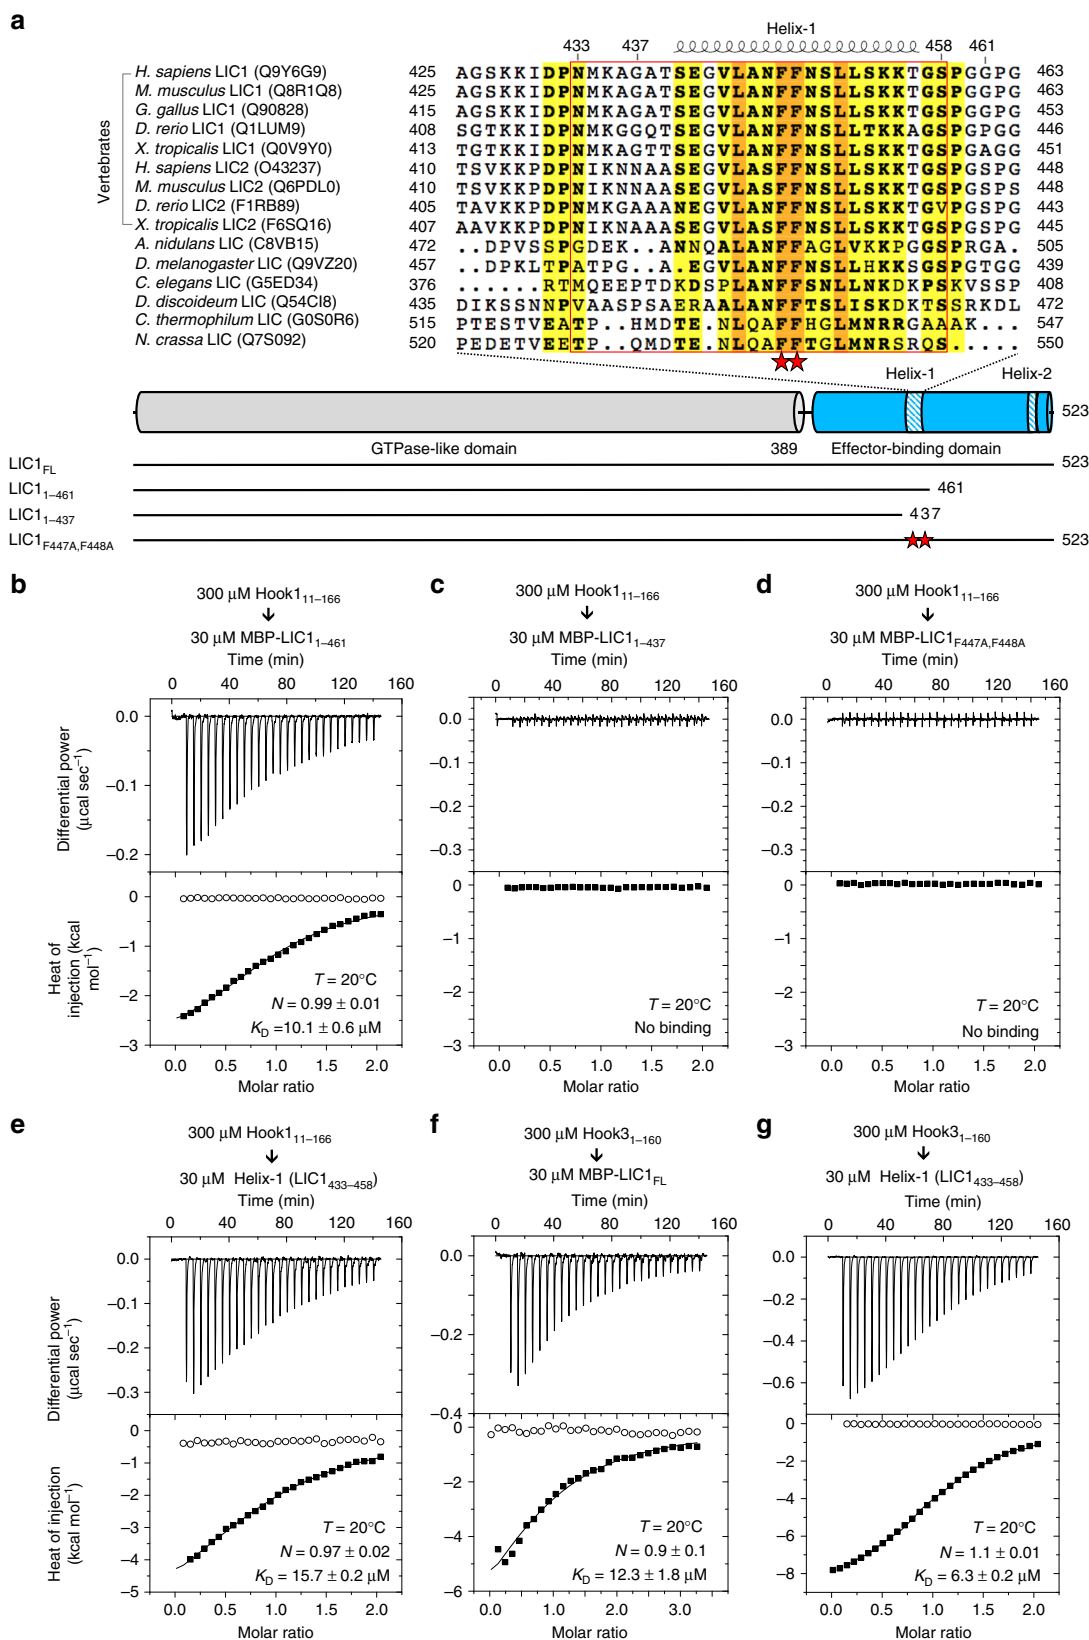 a
Helix-1
433 437 458 461
Vertebrates
H. sapiens LIC1 (Q9Y6G9) 425 AGSKKIDPNMKAGATSEGVLANFFNSLLSKKTGSPGGPG 463
M. musculus LIC1 (Q8R1Q8) 425 AGSKKIDPNMKAGATSEGVLANFFNSLLSKKTGSPGGPG 463
G. gallus LIC1 (Q90828) 415 AGSKKIDPNMKAGATSEGVLANFFNSLLSKKTGSPGGPG 453
D. rerio LIC1 (Q1LUM9) 408 SGTKKIDPNMKGGQTSEGVLANFFNSLLTKKAGSPGGPG 446
X. tropicalis LIC1 (Q0V9Y0) 413 TGTKKIDPNMKAGTTSEGVLANFFNSLLSKKTGSPGAGG 451
H. sapiens LIC2 (O43237) 410 TSVKKPDPNIKNNAASEGVLASFFNSLLSKKTGSPGSPG 448
M. musculus LIC2 (Q6PDL0) 410 TSVKKPDPNIKNNAASEGVLASFFNSLLSKKTGSPGSPS 448
D. rerio LIC2 (F1RB89) 405 TAVKKPDPNMKGAAANEGVLANFFNSLLSKKTGVPGSPG 443
X. tropicalis LIC2 (F6SQ16) 407 AAVKKPDPNMKAGAASEGVLANFFNSLLSKKTGSPGSPG 445
A. nidulans LIC (C8VB15) 472 ..DPVSSPGDEK..ANNQALANFFAGLVKKPGGSPRGA. 505
D. melanogaster LIC (Q9VZ20) 457 ..DPKLTPATPG..A.EGVLANFFNSLLHKKSGSPGTGG 439
C. elegans LIC (G5ED34) 376 ......RTMQEEPTDKDSPLANFFNSLLNKDKPSKVSSP 408
D. discoideum LIC (Q54CI8) 435 DIKSSNNPVAASPSAERAALANFFTSLISKDKTSSRKDL 472
C. thermophilum LIC (G0S0R6) 515 PTESTVEATP..HMDTE.NLQAFFHGLMNRRGAAAK... 547
N. crassa LIC (Q7S092) 520 PEDETVEETP..QMDTE.NLQAFFTGLMNRSRQS..... 550
Helix-1 Helix-2
523
GTPase-like domain 389 Effector-binding domain
LIC1FL 523
LIC11–461 461
LIC11–437 437
LIC1F447A,F448A 523
b
300 µM Hook111–166
30 µM MBP-LIC11–461
Time (min)
0 40 80 120 160
0.0
–0.1
–0.2
Differential power (µcal sec–1)
0
–1
–2
–3
Heat of injection (kcal mol–1)
T = 20°C
N = 0.99 ± 0.01
KD =10.1 ± 0.6 µM
0.0 0.5 1.0 1.5 2.0
Molar ratio
c
300 µM Hook111–166
30 µM MBP-LIC11–437
Time (min)
0 40 80 120 160
0.0
–0.1
–0.2
–0.3
0
–1
–2
–3
T = 20°C
No binding
0.0 0.5 1.0 1.5 2.0
Molar ratio
d
300 µM Hook111–166
30 µM MBP-LIC1F447A,F448A
Time (min)
0 40 80 120 160
0.0
–0.1
–0.2
–0.3
0
–1
–2
–3
T = 20°C
No binding
0.0 0.5 1.0 1.5 2.0
Molar ratio
e
300 µM Hook111–166
30 µM Helix-1 (LIC1433–458)
Time (min)
0 40 80 120 160
0.0
–0.1
–0.2
–0.3
Differential power (µcal sec–1)
0
–1
–2
–3
–4
–5
Heat of injection (kcal mol–1)
T = 20°C
N = 0.97 ± 0.02
KD = 15.7 ± 0.2 µM
0.0 0.5 1.0 1.5 2.0
Molar ratio
f
300 µM Hook31–160
30 µM MBP-LIC1FL
Time (min)
0 40 80 120 160
0.0
–0.2
–0.4
0
–2
–4
–6
T = 20°C
N = 0.9 ± 0.1
KD = 12.3 ± 1.8 µM
0.0 1.0 2.0 3.0
Molar ratio
g
300 µM Hook31–160
30 µM Helix-1 (LIC1433–458)
Time (min)
0 40 80 120 160
0.0
–0.2
–0.4
–0.6
0
–2
–4
–6
–8
T = 20°C
N = 1.1 ± 0.01
KD = 6.3 ± 0.2 µM
0.0 0.5 1.0 1.5 2.0
Molar ratio